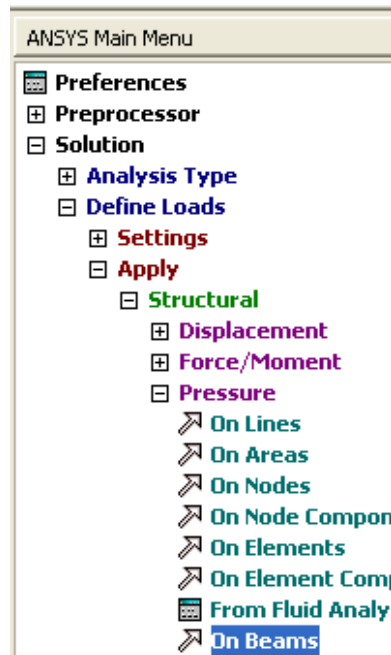 ANSYS Main Menu
Preferences
Preprocessor
Solution
Analysis Type
Define Loads
Settings
Apply
Structural
Displacement
Force/Moment
Pressure
On Lines
On Areas
On Nodes
On Node Compon
On Elements
On Element Comp
From Fluid Analy
On Beams